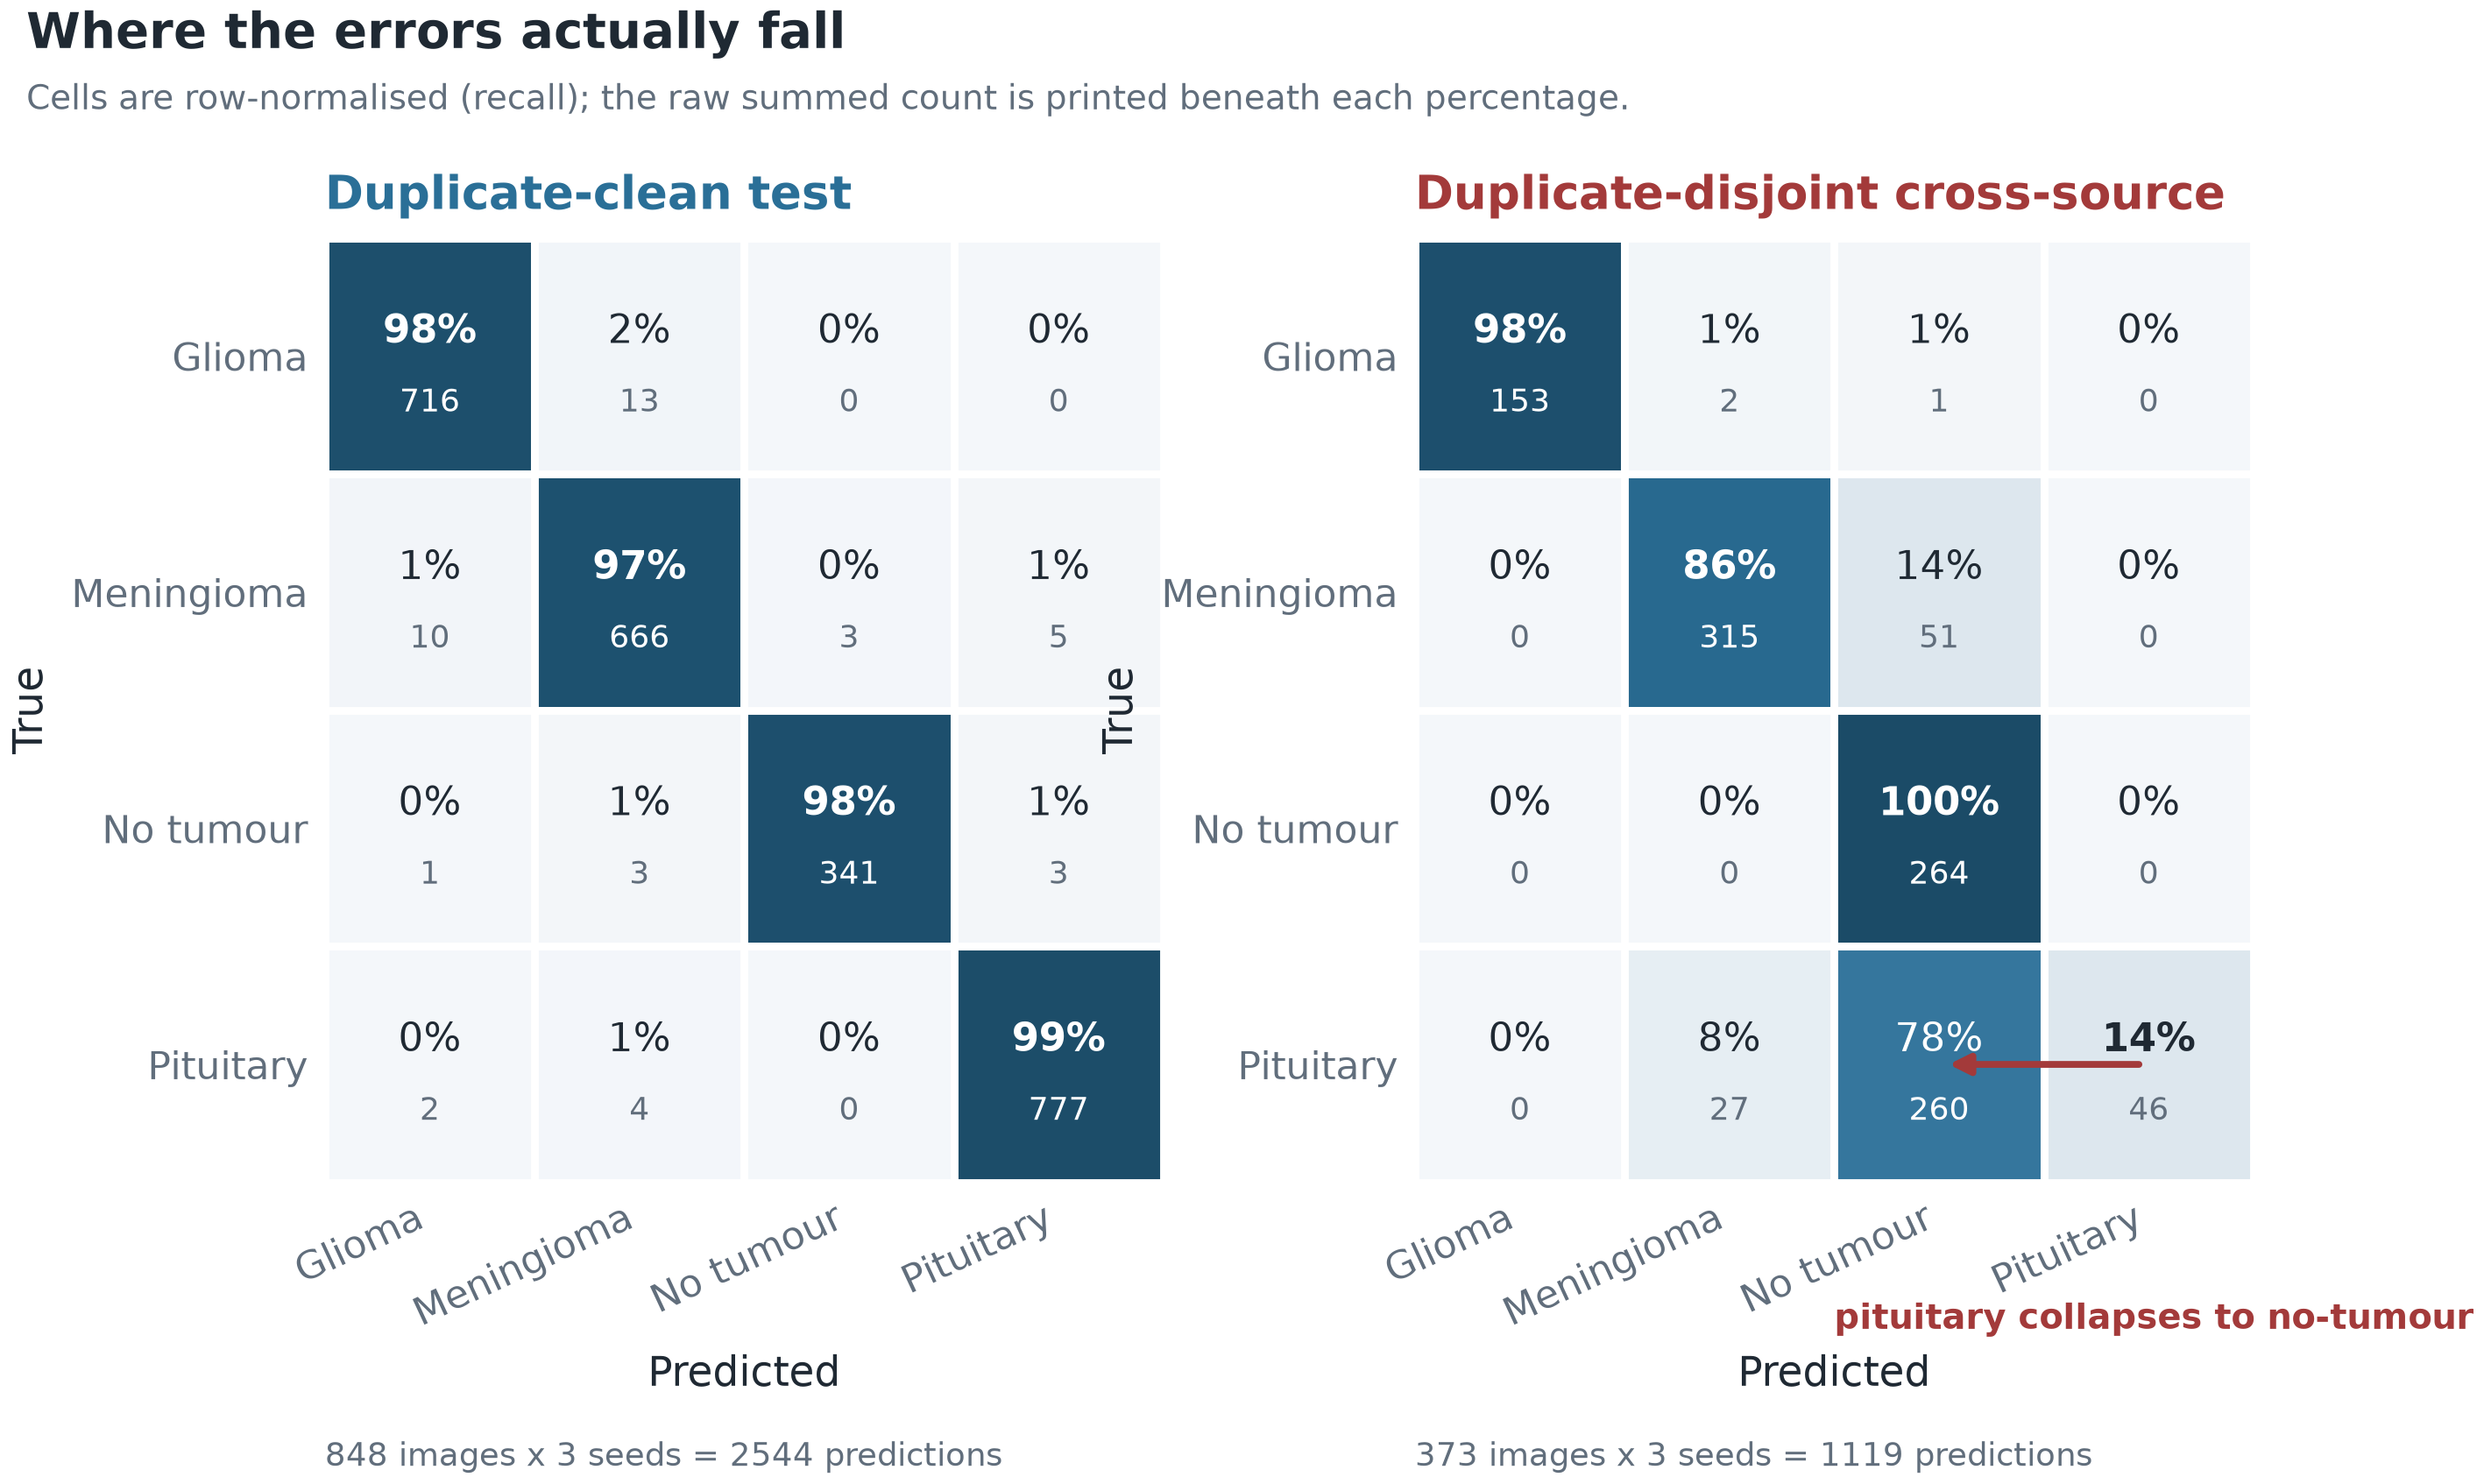 Where the errors actually fall
Cells are row-normalised (recall); the raw summed count is printed beneath each percentage.
Duplicate-clean test
True
Glioma
98% 2% 0% 0%
716 13 0 0
Meningioma
1% 97% 0% 1%
10 666 3 5
No tumour
0% 1% 98% 1%
1 3 341 3
Pituitary
0% 1% 0% 99%
2 4 0 777
Glioma Meningioma No tumour Pituitary
Predicted
848 images x 3 seeds = 2544 predictions
Duplicate-disjoint cross-source
True
Glioma
98% 1% 1% 0%
153 2 1 0
Meningioma
0% 86% 14% 0%
0 315 51 0
No tumour
0% 0% 100% 0%
0 0 264 0
Pituitary
0% 8% 78% 14%
0 27 260 46
Glioma Meningioma No tumour Pituitary
pituitary collapses to no-tumour
Predicted
373 images x 3 seeds = 1119 predictions